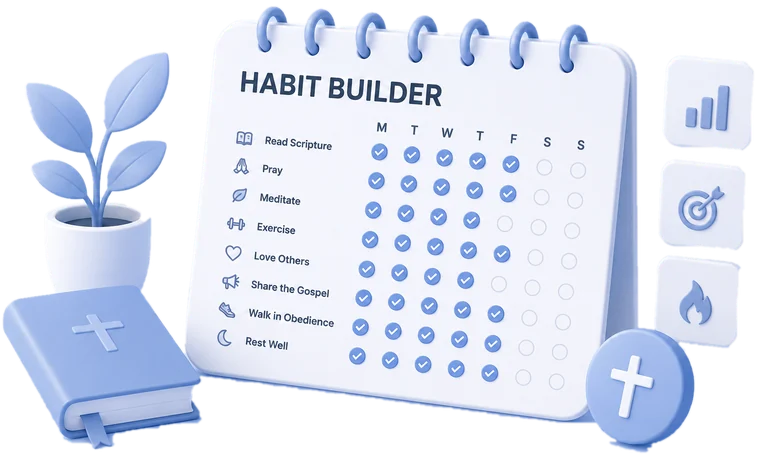 HABIT BUILDER
M T W T F S S
Read Scripture
Pray
Meditate
Exercise
Love Others
Share the Gospel
Walk in Obedience
Rest Well